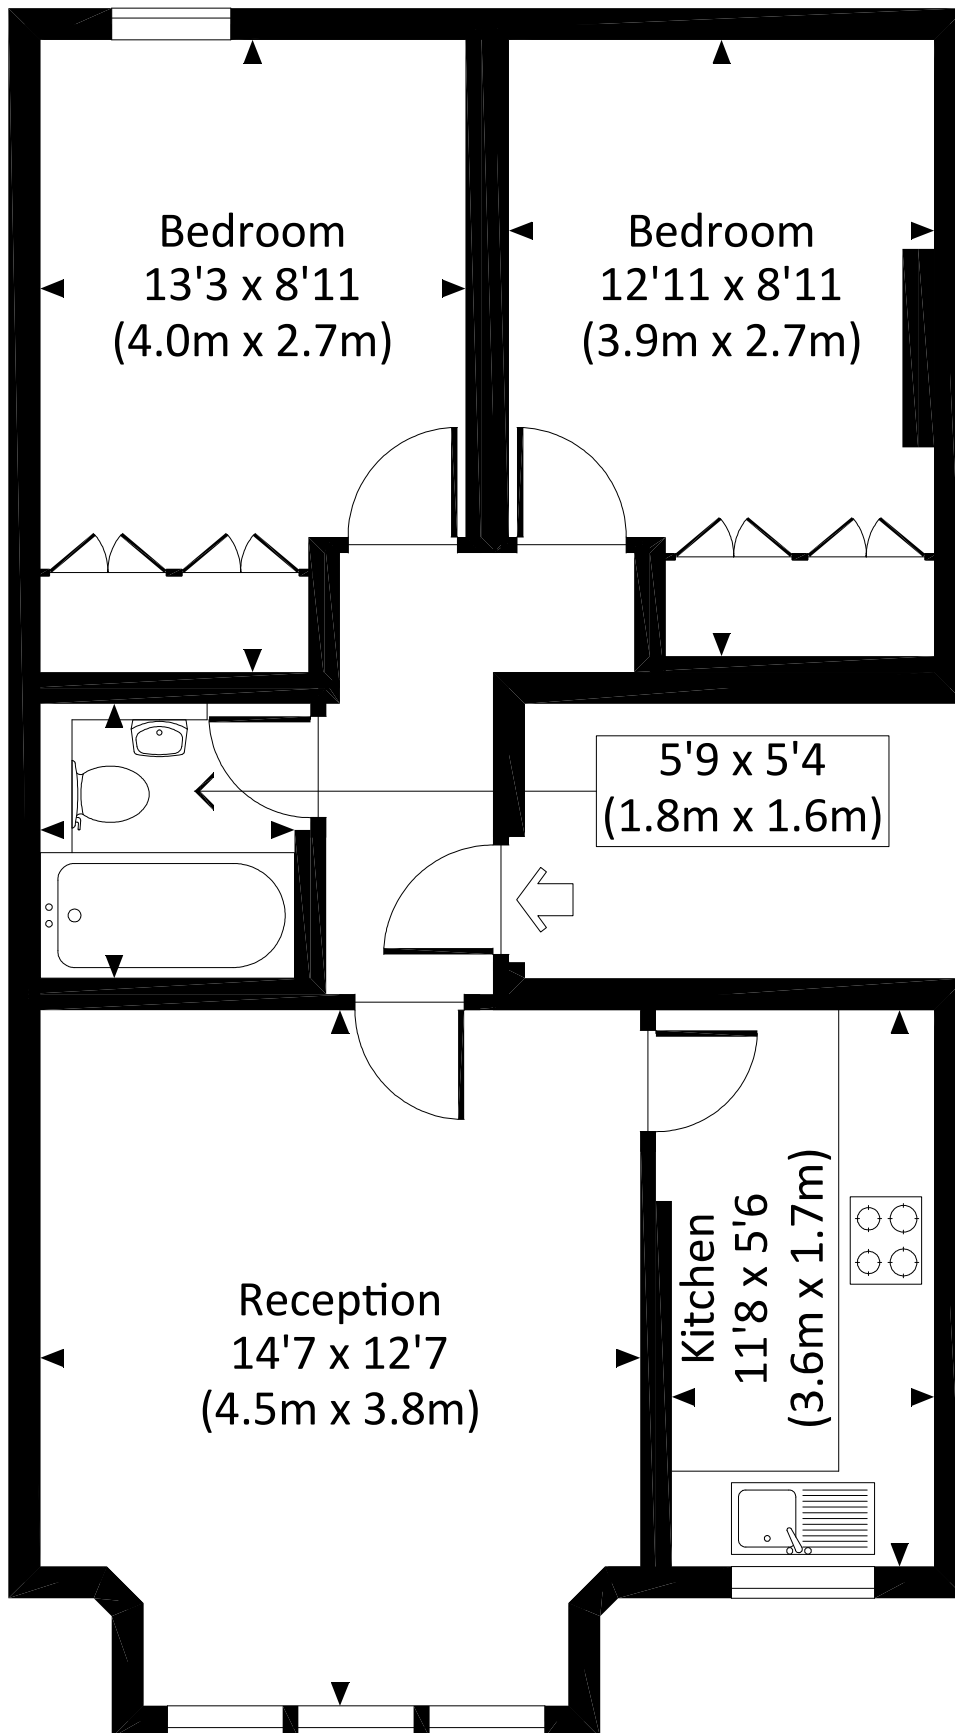 Bedroom
13'3 x 8'11
(4.0m x 2.7m)
Bedroom
12'11 x 8'11
(3.9m x 2.7m)
5'9 x 5'4
(1.8m x 1.6m)
Reception
14'7 x 12'7
(4.5m x 3.8m)
Kitchen
11'8 x 5'6
(3.6m x 1.7m)